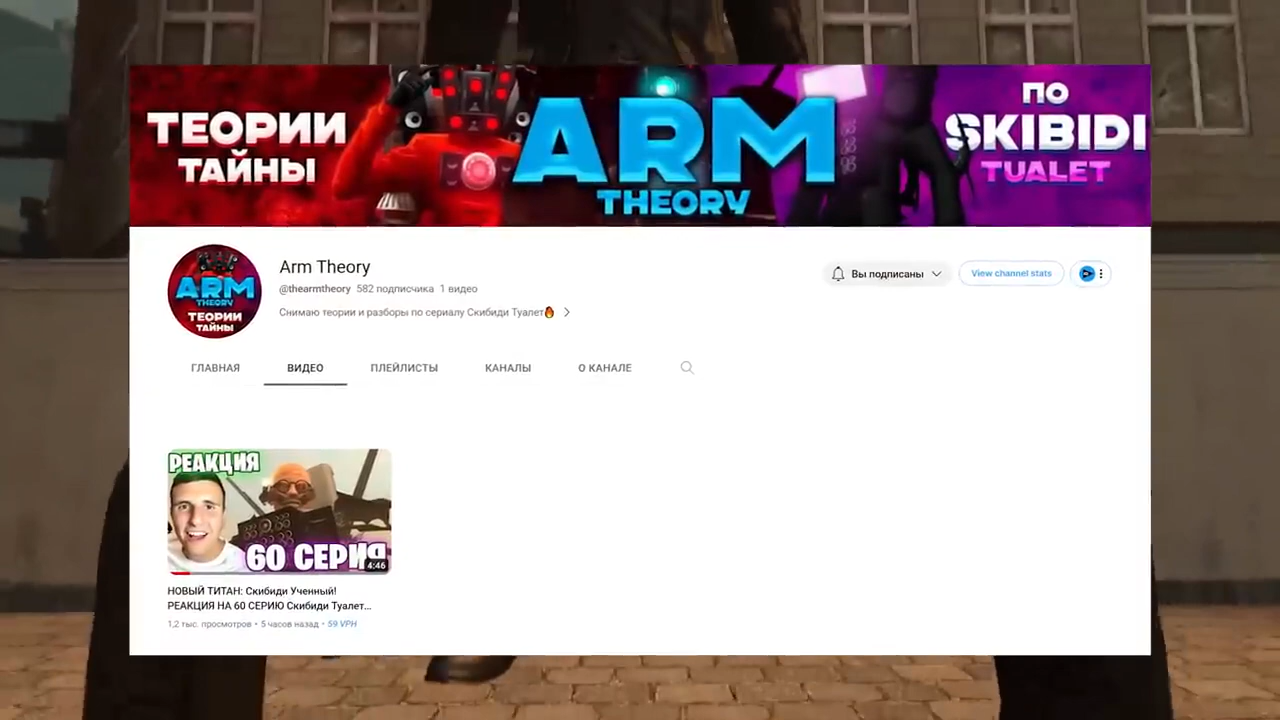 ТЕОРИИ
ТАЙНЫ
ARM
THEORY
ПО
SKIBIDI
TUALET
ARM
THEORY
ТЕОРИИ
ТАЙНЫ
Arm Theory
@thearmtheory 582 подписчика 1 видео
Снимаю теории и разборы по сериалу Скибиди Туалет🔥
Вы подписаны
View channel stats
ГЛАВНАЯ ВИДЕО ПЛЕЙЛИСТЫ КАНАЛЫ О КАНАЛЕ
РЕАКЦИЯ
60 СЕРИЯ
4:46
НОВЫЙ ТИТАН: Скибиди Ученный!
РЕАКЦИЯ НА 60 СЕРИЮ Скибиди Туалет...
1,2 тыс. просмотров • 5 часов назад • 59 VPH